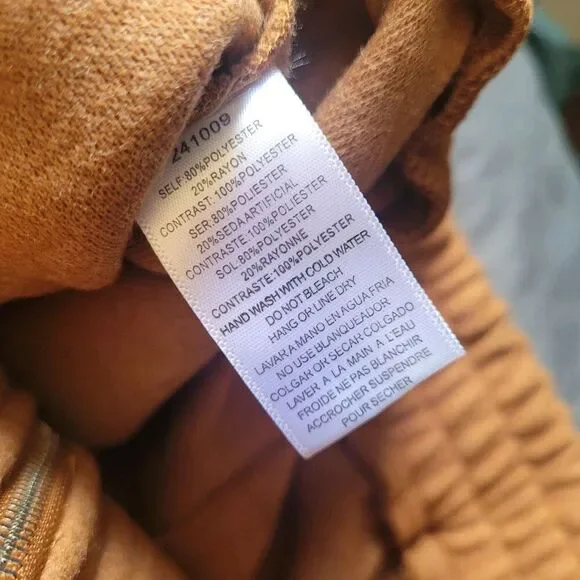 241009
SELF:80%POLYESTER
20%RAYON
CONTRAST: 100%POLYESTER
SER:80%POLIESTER
20%SEDA ARTIFICIAL
CONTRASTE:100%POLIESTER
SOL:80%POLYESTER
20%RAYONNE
CONTRASTE:100%POLYESTER
HAND WASH WITH COLD WATER
DO NOT BLEACH
HANG OR LINE DRY
LAVAR A MANO EN AGUA FRIA
NO USE BLANQUEADOR
COLGAR OR SECAR COLGADO
LAVER A LA MAIN A L'EAU
FROIDE NE PAS BLANCHIR
ACCROCHER SUSPENDRE
POUR SECHER